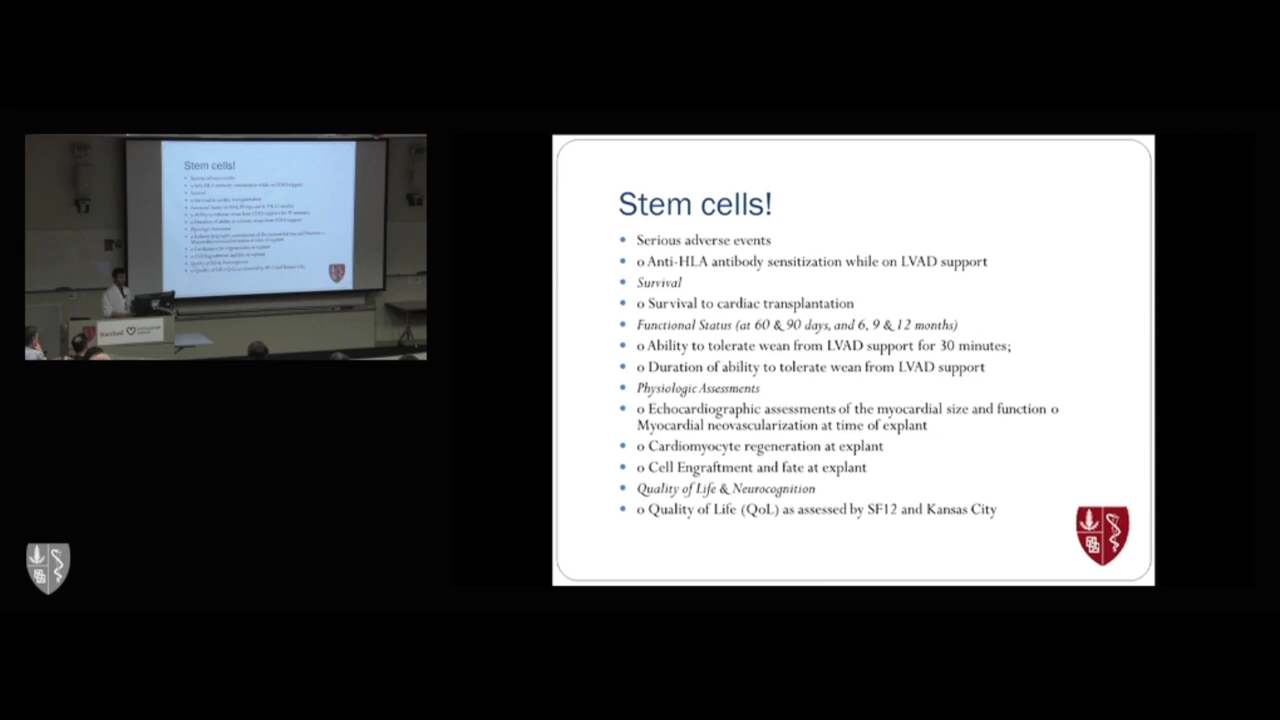 Stem cells!
Serious adverse events
o Anti-HLA antibody sensitization while on LVAD support
Survival
o Survival to cardiac transplantation
Functional Status (at 60 & 90 days, and 6, 9 & 12 months)
o Ability to tolerate wean from LVAD support for 30 minutes;
o Duration of ability to tolerate wean from LVAD support
Physiologic Assessments
o Echocardiographic assessments of the myocardial size and function o
Myocardial neovascularization at time of explant
o Cardiomyocyte regeneration at explant
o Cell Engraftment and fate at explant
Quality of Life & Neurocognition
o Quality of Life (QoL) as assessed by SF12 and Kansas City
Stem cells!
Stanford